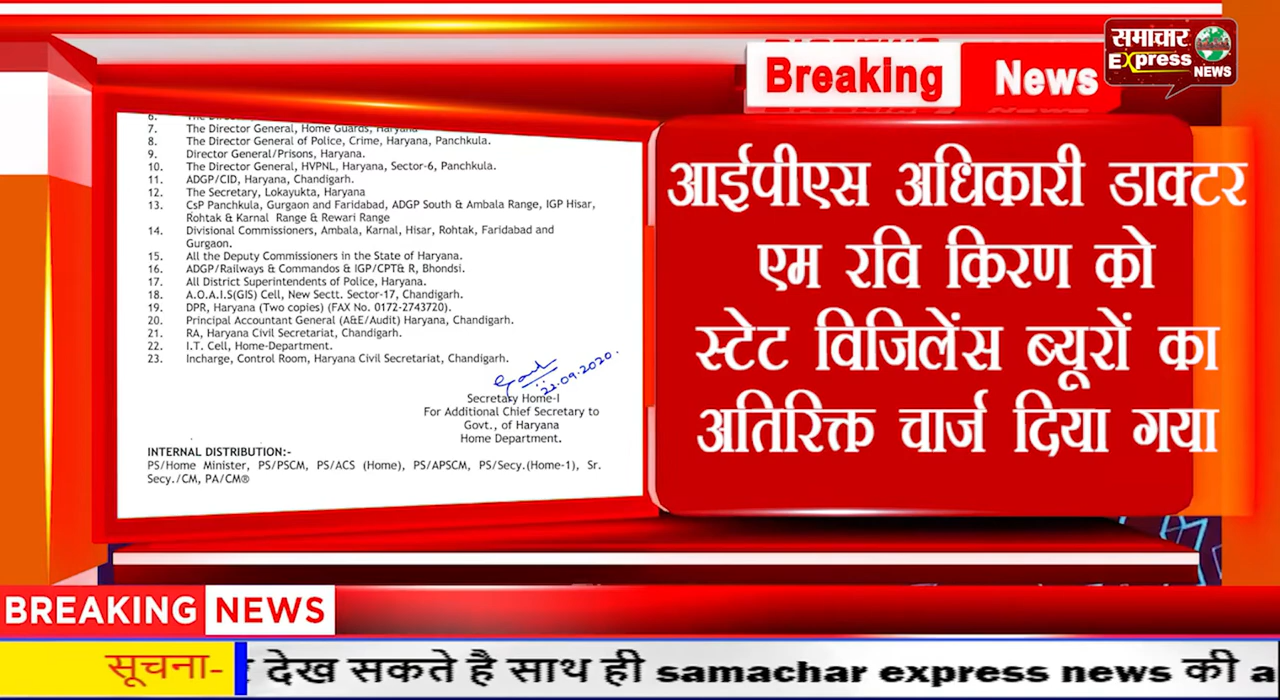 समाचार
Express
NEWS
Breaking News
7. The Director General, Home Guards, Haryana
8. The Director General of Police, Crime, Haryana, Panchkula.
9. Director General/Prisons, Haryana.
10. The Director General, HVPNL, Haryana, Sector-6, Panchkula.
11. ADGP/CID, Haryana, Chandigarh.
12. The Secretary, Lokayukta, Haryana
13. CsP Panchkula, Gurgaon and Faridabad, ADGP South & Ambala Range, IGP Hisar,
Rohtak & Karnal Range & Rewari Range
14. Divisional Commissioners, Ambala, Karnal, Hisar, Rohtak, Faridabad and
Gurgaon.
15. All the Deputy Commissioners in the State of Haryana.
16. ADGP/Railways & Commandos & IGP/CPT& R, Bhondsi.
17. All District Superintendents of Police, Haryana.
18. A.O.A.I.S(GIS) Cell, New Sectt. Sector-17, Chandigarh.
19. DPR, Haryana (Two copies) (FAX No. 0172-2743720).
20. Principal Accountant General (A&E/Audit) Haryana, Chandigarh.
21. RA, Haryana Civil Secretariat, Chandigarh.
22. I.T. Cell, Home-Department.
23. Incharge, Control Room, Haryana Civil Secretariat, Chandigarh.
22.09.2020.
Secretary Home-I
For Additional Chief Secretary to
Govt., of Haryana
Home Department.
INTERNAL DISTRIBUTION:-
PS/Home Minister, PS/PSCM, PS/ACS (Home), PS/APSCM, PS/Secy.(Home-1), Sr.
Secy./CM, PA/CM®
आईपीएस अधिकारी डाक्टर
एम रवि किरण को
स्टेट विजिलेंस ब्यूरों का
अतिरिक्त चार्ज दिया गया
BREAKING NEWS
सूचना- देख सकते है साथ ही samachar express news की a